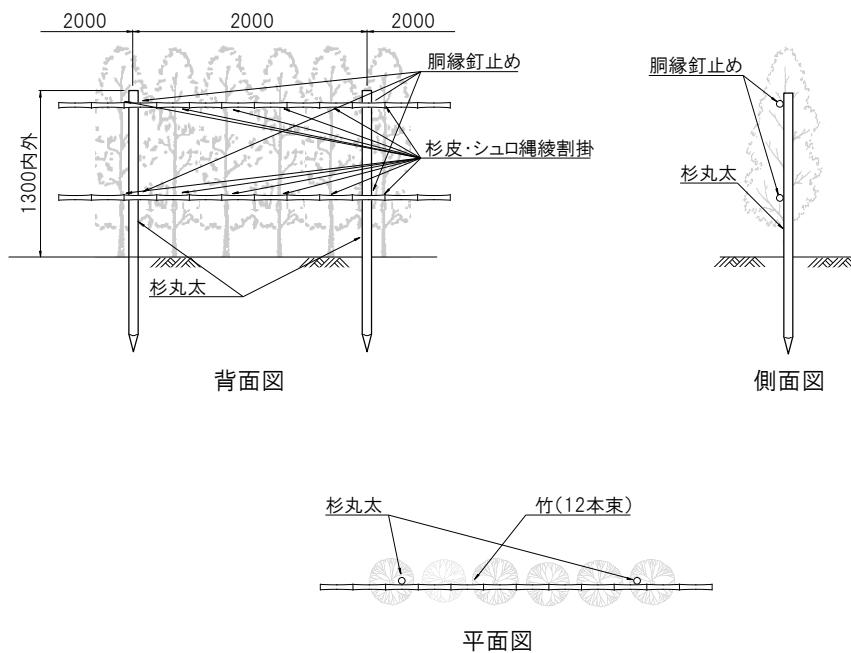 2000 2000 2000
胴縁釘止め
杉皮・シュロ縄綾割掛
1300内外
杉丸太
背面図
胴縁釘止め
杉丸太
側面図
杉丸太
竹(12本束)
平面図